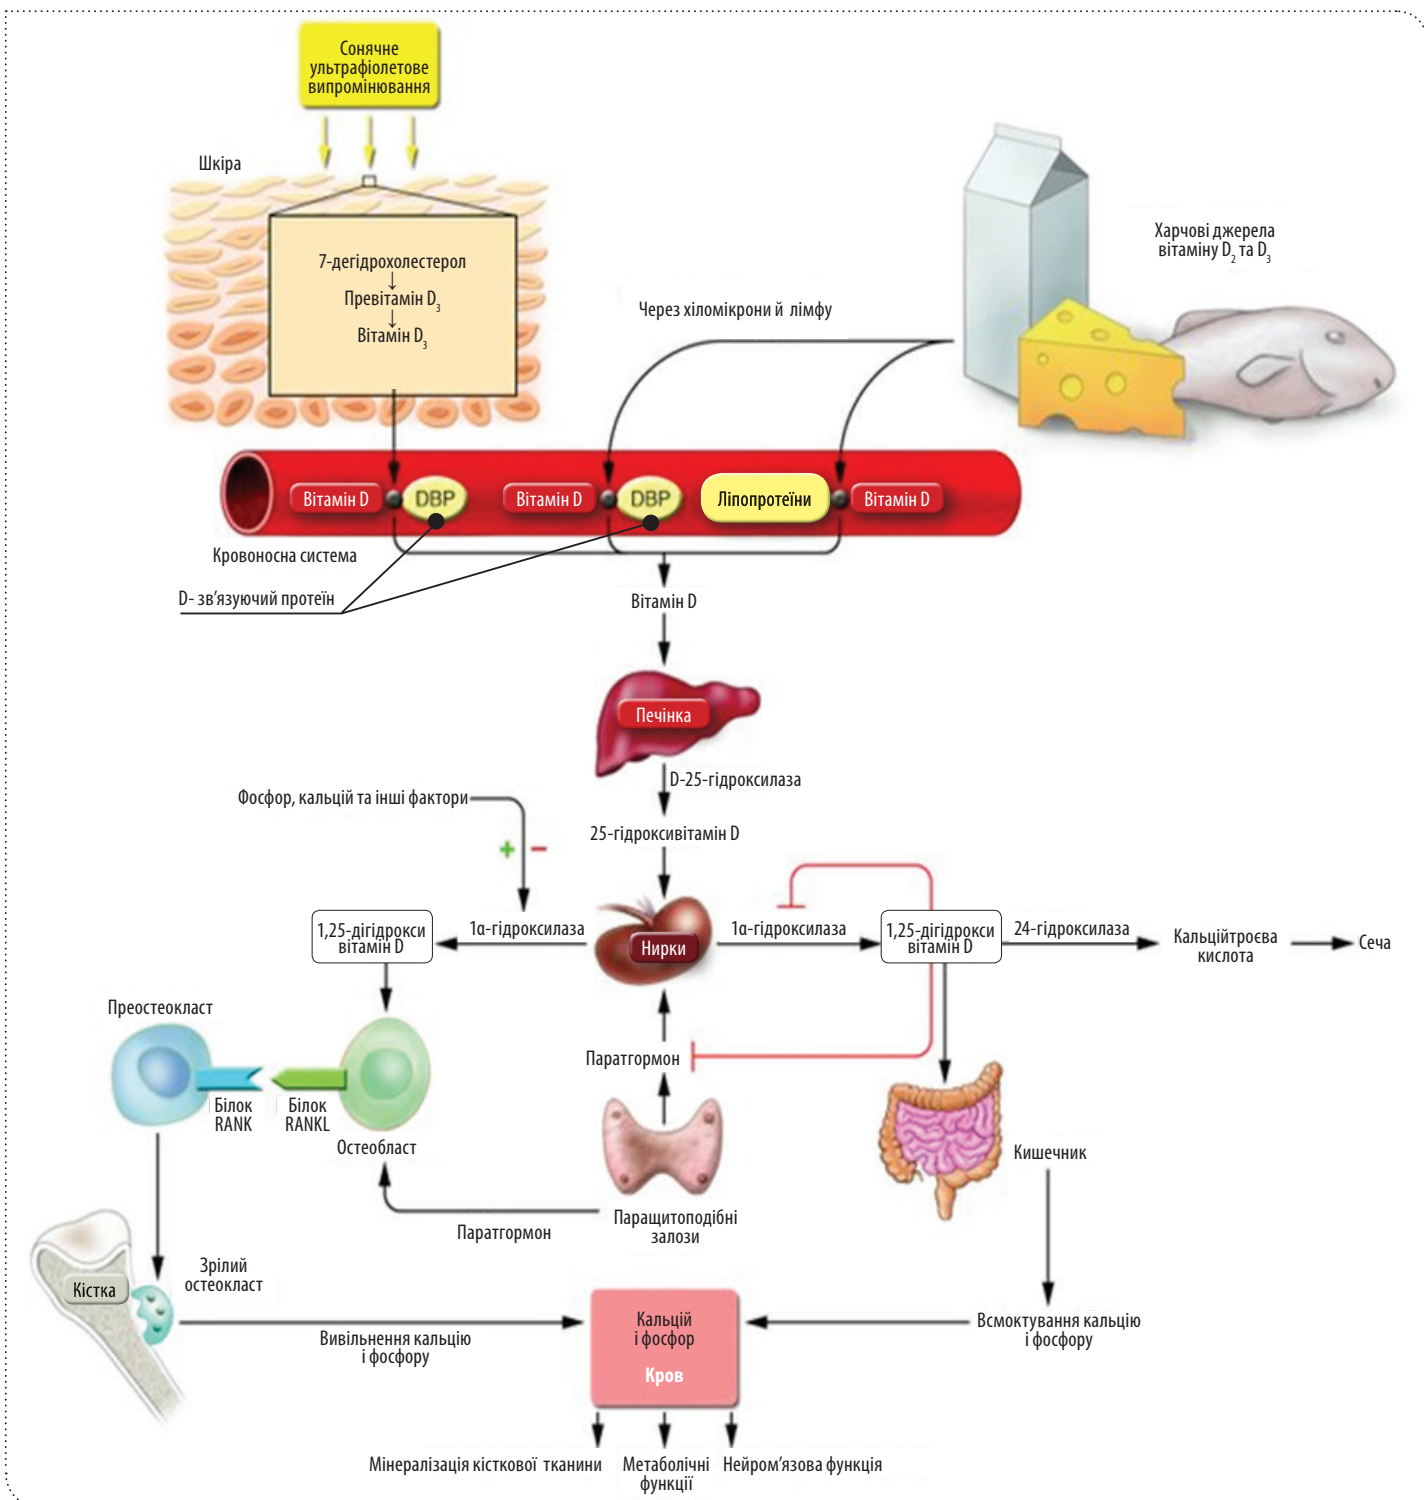 Сонячне
ультрафіолетове
випромінювання
Шкіра
7-дегідрохолестерол
↓
Превітамін D₃
↓
Вітамін D₃
Харчові джерела
вітаміну D₂ та D₃
Через хіломікрони й лімфу
Вітамін D
DBP
Вітамін D
DBP
Ліпопротеїни
Вітамін D
Кровоносна система
D- зв’язуючий протеїн
Вітамін D
Печінка
D-25-гідроксилаза
Фосфор, кальцій та інші фактори
+ −
25-гідроксивітамін D
1,25-дігідрокси
вітамін D
1α-гідроксилаза
Нирки
1α-гідроксилаза
1,25-дігідрокси
вітамін D
24-гідроксилаза
Кальційтроєва
кислота
Сеча
Преостеокласт
Білок
RANK
Білок
RANKL
Остеобласт
Паратгормон
Кишечник
Паратгормон
Паращитоподібні
залози
Кістка
Зрілий
остеокласт
Вивільнення кальцію
і фосфору
Кальцій
і фосфор
Кров
Всмоктування кальцію
і фосфору
Мінералізація кісткової тканини
Метаболічні
функції
Нейром’язова функція